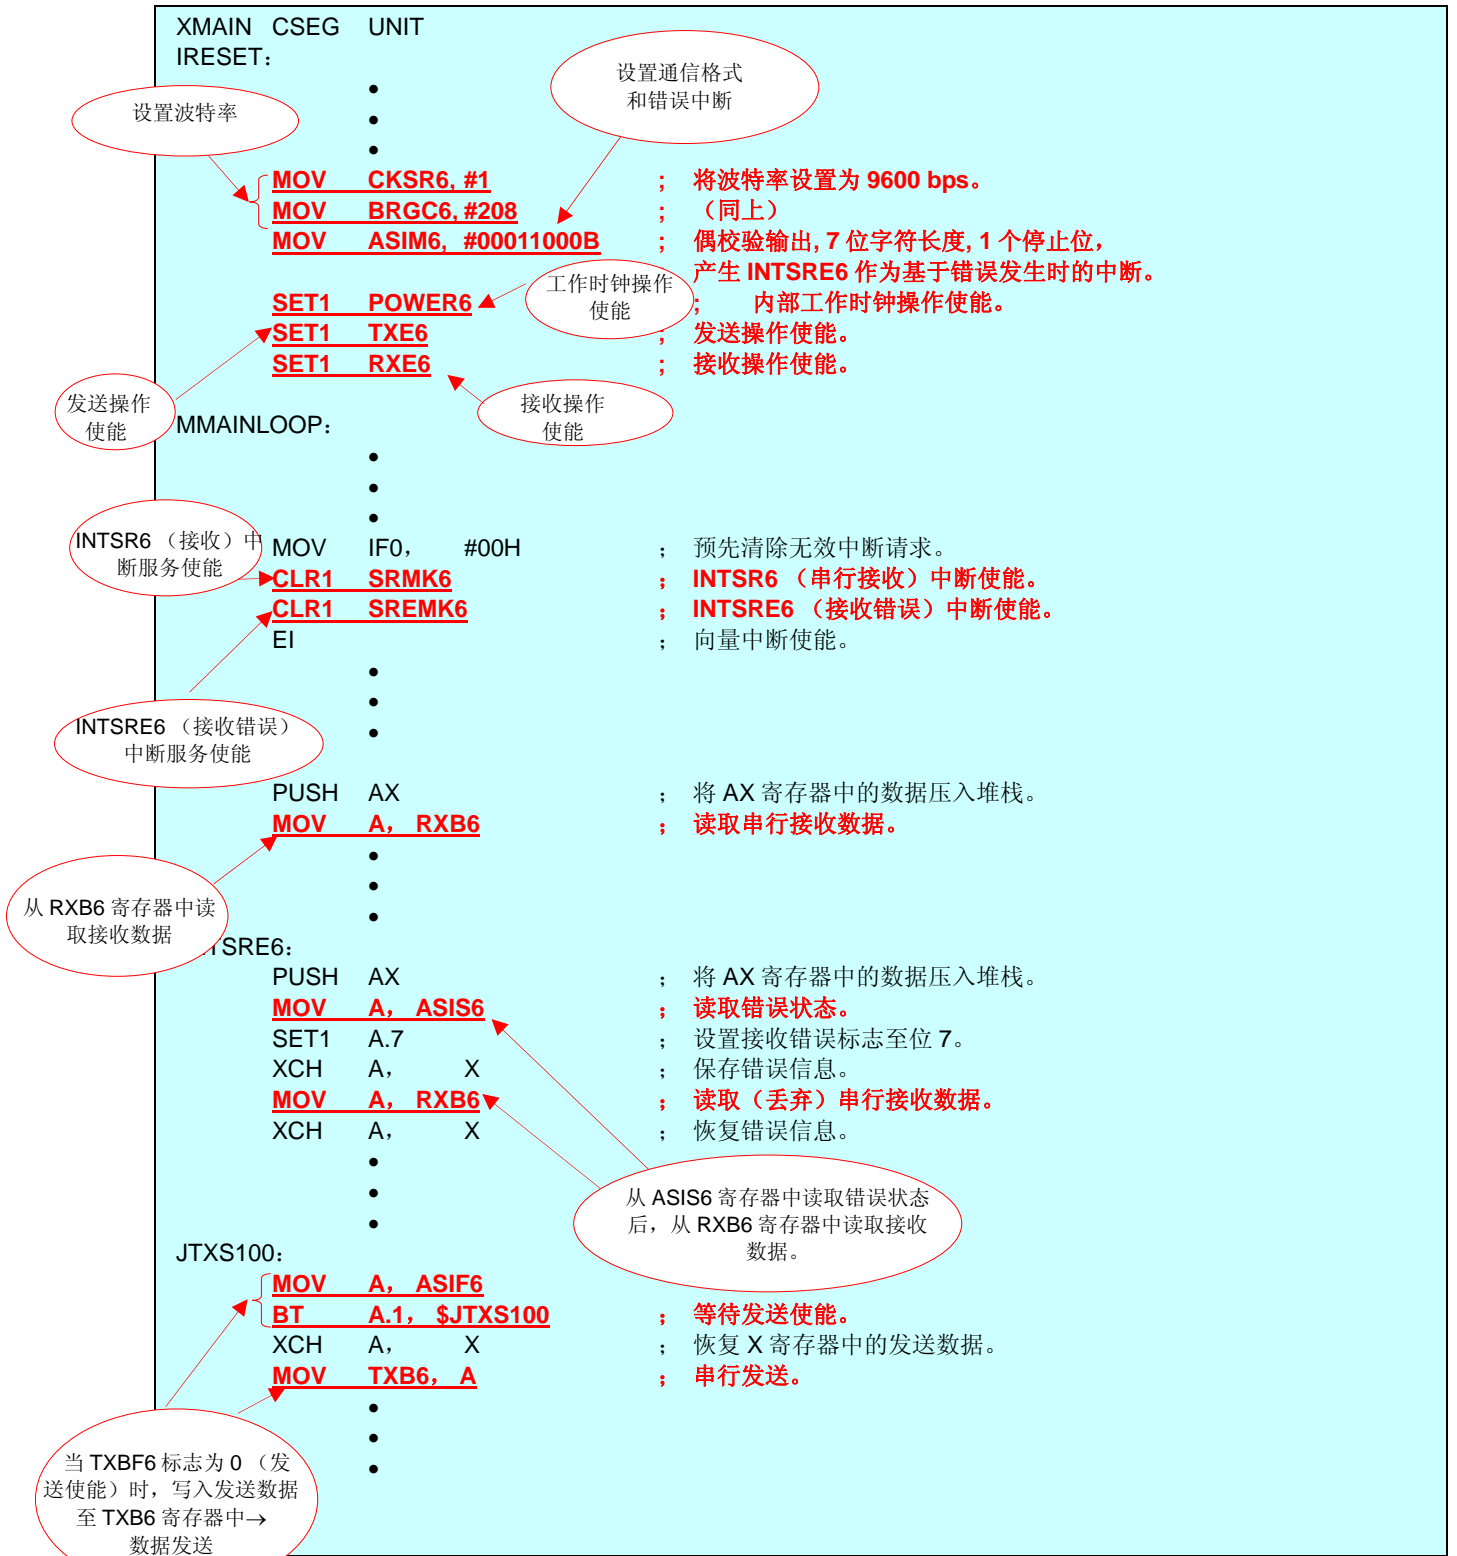 XMAIN CSEG UNIT
IRESET：
设置通信格式
和错误中断
设置波特率
MOV CKSR6, #1 ; 将波特率设置为 9600 bps。
MOV BRGC6, #208 ; （同上）
MOV ASIM6, #00011000B ; 偶校验输出, 7 位字符长度, 1 个停止位，
产生 INTSRE6 作为基于错误发生时的中断。
工作时钟操作
使能
SET1 POWER6 ; 内部工作时钟操作使能。
SET1 TXE6 ; 发送操作使能。
SET1 RXE6 ; 接收操作使能。
发送操作
使能
接收操作
使能
MMAINLOOP：
INTSR6 （接收）中
断服务使能
MOV IF0， #00H ； 预先清除无效中断请求。
CLR1 SRMK6 ； INTSR6 （串行接收）中断使能。
CLR1 SREMK6 ； INTSRE6 （接收错误）中断使能。
EI ； 向量中断使能。
INTSRE6 （接收错误）
中断服务使能
PUSH AX ； 将 AX 寄存器中的数据压入堆栈。
MOV A， RXB6 ； 读取串行接收数据。
从 RXB6 寄存器中读
取接收数据
TSRE6：
PUSH AX ； 将 AX 寄存器中的数据压入堆栈。
MOV A， ASIS6 ； 读取错误状态。
SET1 A.7 ； 设置接收错误标志至位 7。
XCH A， X ； 保存错误信息。
MOV A， RXB6 ； 读取（丢弃）串行接收数据。
XCH A， X ； 恢复错误信息。
从 ASIS6 寄存器中读取错误状态
后，从 RXB6 寄存器中读取接收
数据。
JTXS100：
MOV A， ASIF6
BT A.1， $JTXS100 ； 等待发送使能。
XCH A， X ； 恢复 X 寄存器中的发送数据。
MOV TXB6， A ； 串行发送。
当 TXBF6 标志为 0 （发
送使能）时，写入发送数据
至 TXB6 寄存器中→
数据发送